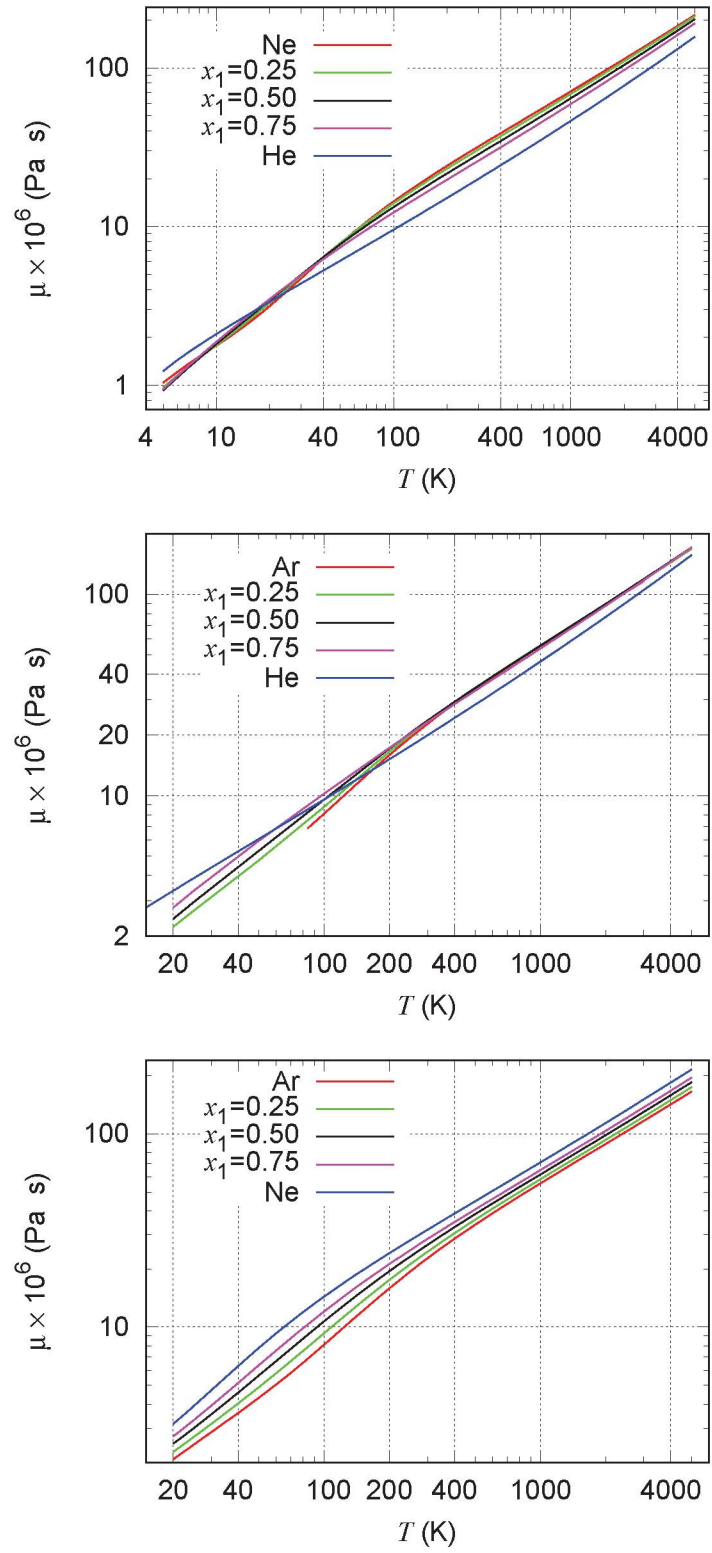 Ne
x1=0.25
x1=0.50
x1=0.75
He
100
10
1
μ × 10^6 (Pa s)
4 10 40 100 400 1000 4000
T (K)
Ar
x1=0.25
x1=0.50
x1=0.75
He
100
40
20
10
2
μ × 10^6 (Pa s)
20 40 100 200 400 1000 4000
T (K)
Ar
x1=0.25
x1=0.50
x1=0.75
Ne
100
10
μ × 10^6 (Pa s)
20 40 100 200 400 1000 4000
T (K)